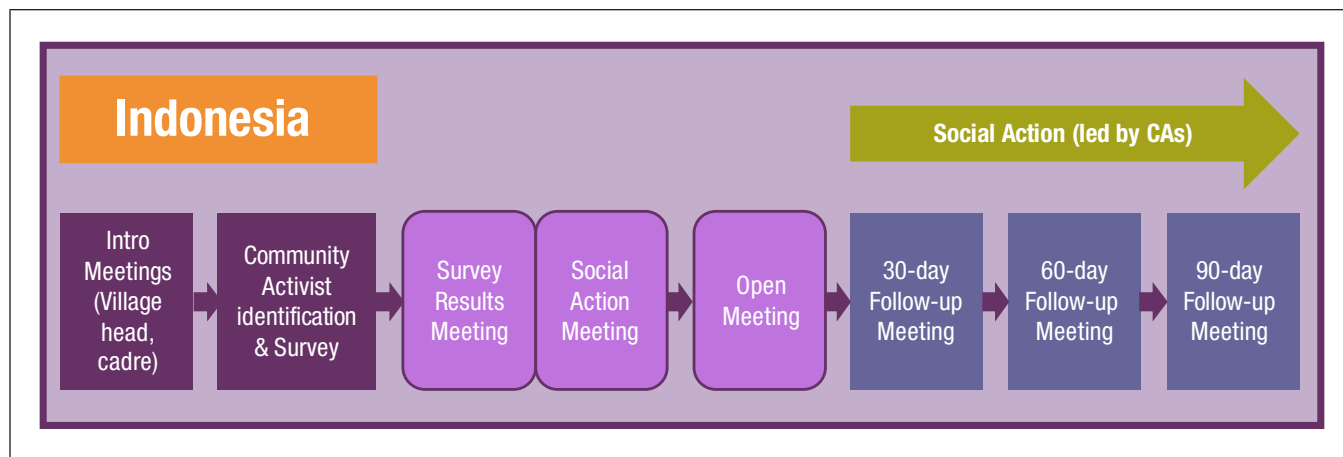 Indonesia
Social Action (led by CAs)
Intro
Meetings
(Village
head,
cadre)
Community
Activist
identification
& Survey
Survey
Results
Meeting
Social
Action
Meeting
Open
Meeting
30-day
Follow-up
Meeting
60-day
Follow-up
Meeting
90-day
Follow-up
Meeting